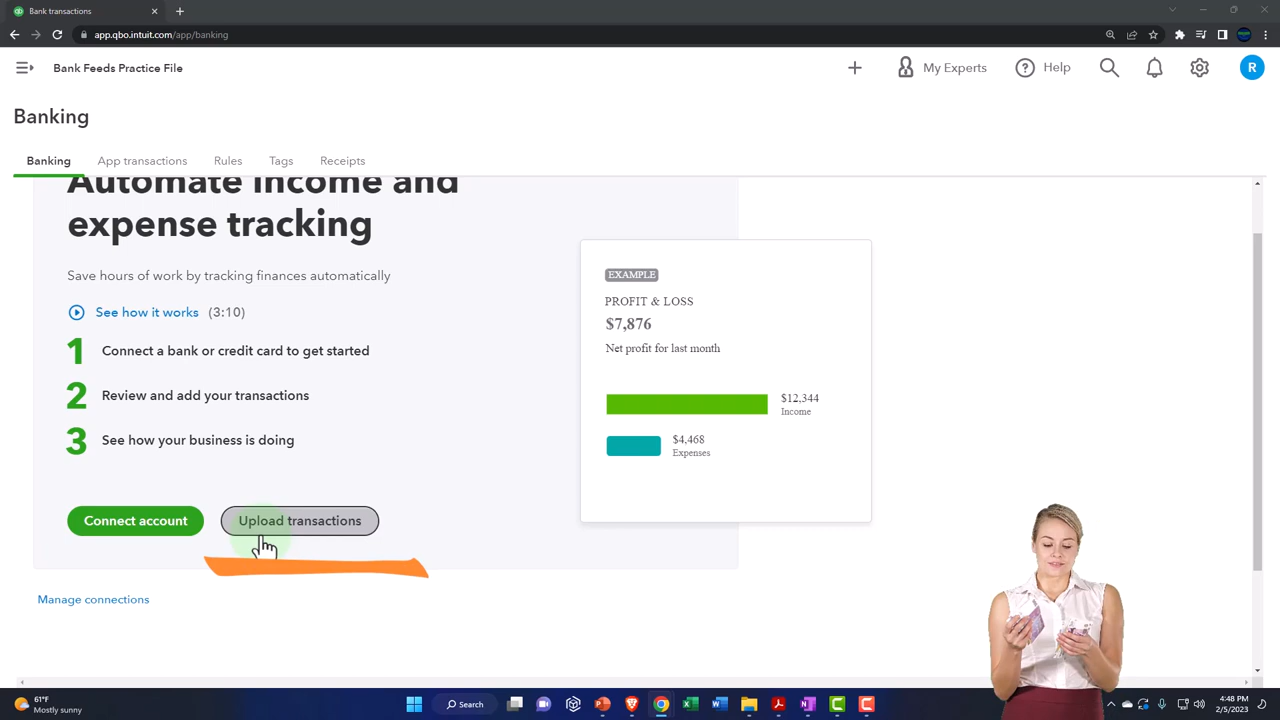 Bank transactions
app.qbo.intuit.com/app/banking
Bank Feeds Practice File
My Experts
Help
R
Banking
Banking
App transactions
Rules
Tags
Receipts
Automate income and
expense tracking
Save hours of work by tracking finances automatically
See how it works (3:10)
1 Connect a bank or credit card to get started
2 Review and add your transactions
3 See how your business is doing
Connect account
Upload transactions
Manage connections
EXAMPLE
PROFIT & LOSS
$7,876
Net profit for last month
$12,344
Income
$4,468
Expenses
61°F
Mostly sunny
Search
4:48 PM
2/5/2023